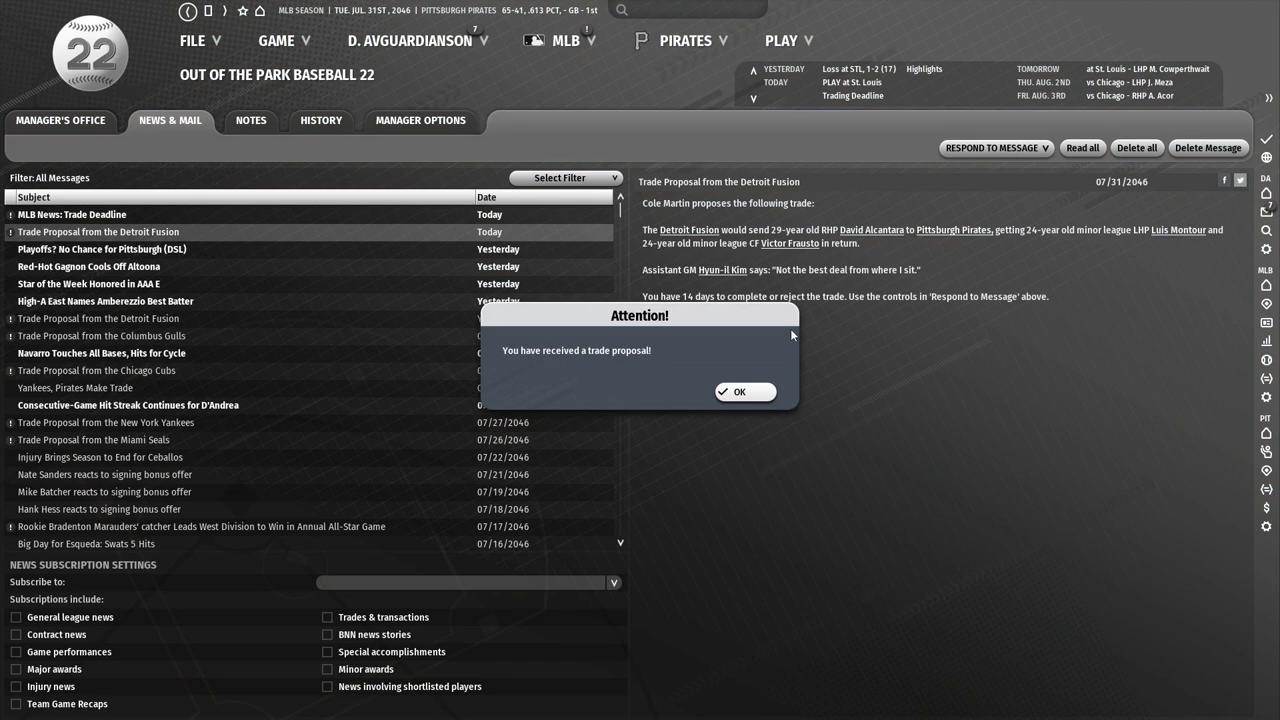 MLB SEASON | TUE. JUL. 31ST , 2046 | PITTSBURGH PIRATES 65-41, .613 PCT, - GB - 1st
22
FILE GAME D. AVGUARDIANSON 7 MLB ! PIRATES PLAY
OUT OF THE PARK BASEBALL 22
YESTERDAY Loss at STL, 1-2 (17) Highlights TOMORROW at St. Louis - LHP M. Cowperthwait
TODAY PLAY at St. Louis THU. AUG. 2ND vs Chicago - LHP J. Meza
Trading Deadline FRI. AUG. 3RD vs Chicago - RHP A. Acor
MANAGER'S OFFICE NEWS & MAIL NOTES HISTORY MANAGER OPTIONS
RESPOND TO MESSAGE Read all Delete all Delete Message
Filter: All Messages Select Filter
Subject Date
! MLB News: Trade Deadline Today
! Trade Proposal from the Detroit Fusion Today
Playoffs? No Chance for Pittsburgh (DSL) Yesterday
Red-Hot Gagnon Cools Off Altoona Yesterday
Star of the Week Honored in AAA E Yesterday
High-A East Names Amberezzio Best Batter Yesterday
! Trade Proposal from the Detroit Fusion
! Trade Proposal from the Columbus Gulls
Navarro Touches All Bases, Hits for Cycle
! Trade Proposal from the Chicago Cubs
Yankees, Pirates Make Trade
Consecutive-Game Hit Streak Continues for D'Andrea
! Trade Proposal from the New York Yankees 07/27/2046
! Trade Proposal from the Miami Seals 07/26/2046
Injury Brings Season to End for Ceballos 07/22/2046
Nate Sanders reacts to signing bonus offer 07/21/2046
Mike Batcher reacts to signing bonus offer 07/19/2046
Hank Hess reacts to signing bonus offer 07/18/2046
! Rookie Bradenton Marauders' catcher Leads West Division to Win in Annual All-Star Game 07/17/2046
Big Day for Esqueda: Swats 5 Hits 07/16/2046
NEWS SUBSCRIPTION SETTINGS
Subscribe to:
Subscriptions include:
General league news Trades & transactions
Contract news BNN news stories
Game performances Special accomplishments
Major awards Minor awards
Injury news News involving shortlisted players
Team Game Recaps
Trade Proposal from the Detroit Fusion 07/31/2046
Cole Martin proposes the following trade:
The Detroit Fusion would send 29-year old RHP David Alcantara to Pittsburgh Pirates, getting 24-year old minor league LHP Luis Montour and
24-year old minor league CF Victor Frausto in return.
Assistant GM Hyun-il Kim says: "Not the best deal from where I sit."
You have 14 days to complete or reject the trade. Use the controls in 'Respond to Message' above.
Attention!
You have received a trade proposal!
OK
DA
7
MLB
PIT